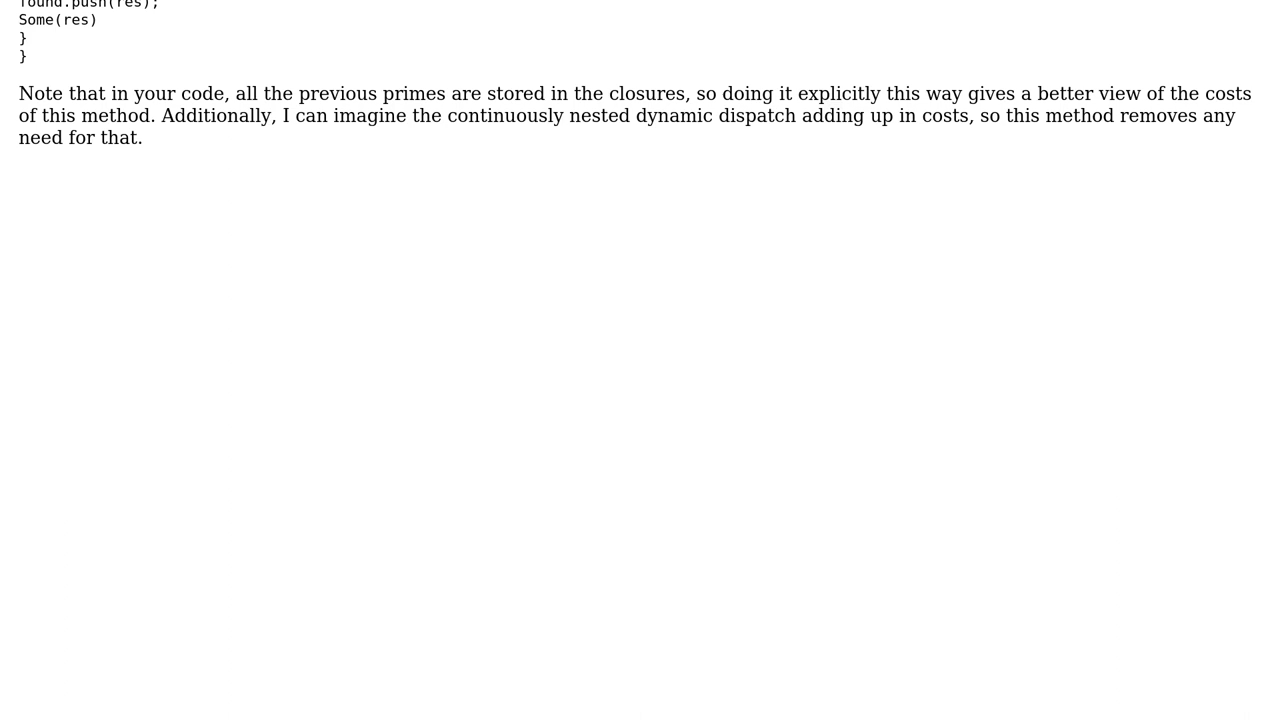 found.push(res);
Some(res)
}
}
Note that in your code, all the previous primes are stored in the closures, so doing it explicitly this way gives a better view of the costs
of this method. Additionally, I can imagine the continuously nested dynamic dispatch adding up in costs, so this method removes any
need for that.